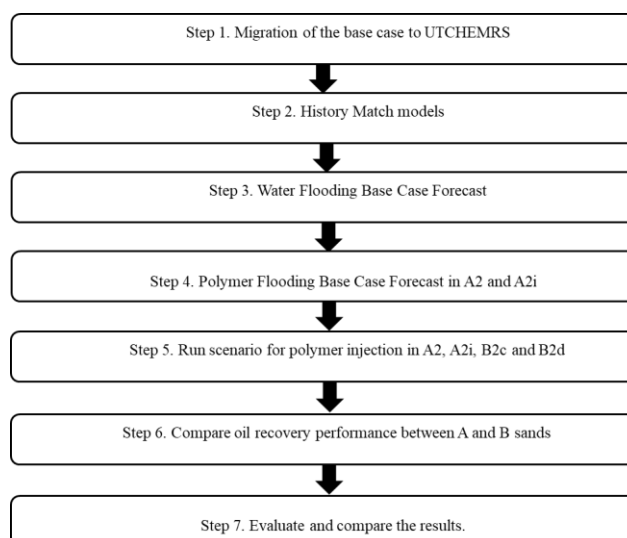 Step 1. Migration of the base case to UTCHEMRS
Step 2. History Match models
Step 3. Water Flooding Base Case Forecast
Step 4. Polymer Flooding Base Case Forecast in A2 and A2i
Step 5. Run scenario for polymer injection in A2, A2i, B2c and B2d
Step 6. Compare oil recovery performance between A and B sands
Step 7. Evaluate and compare the results.